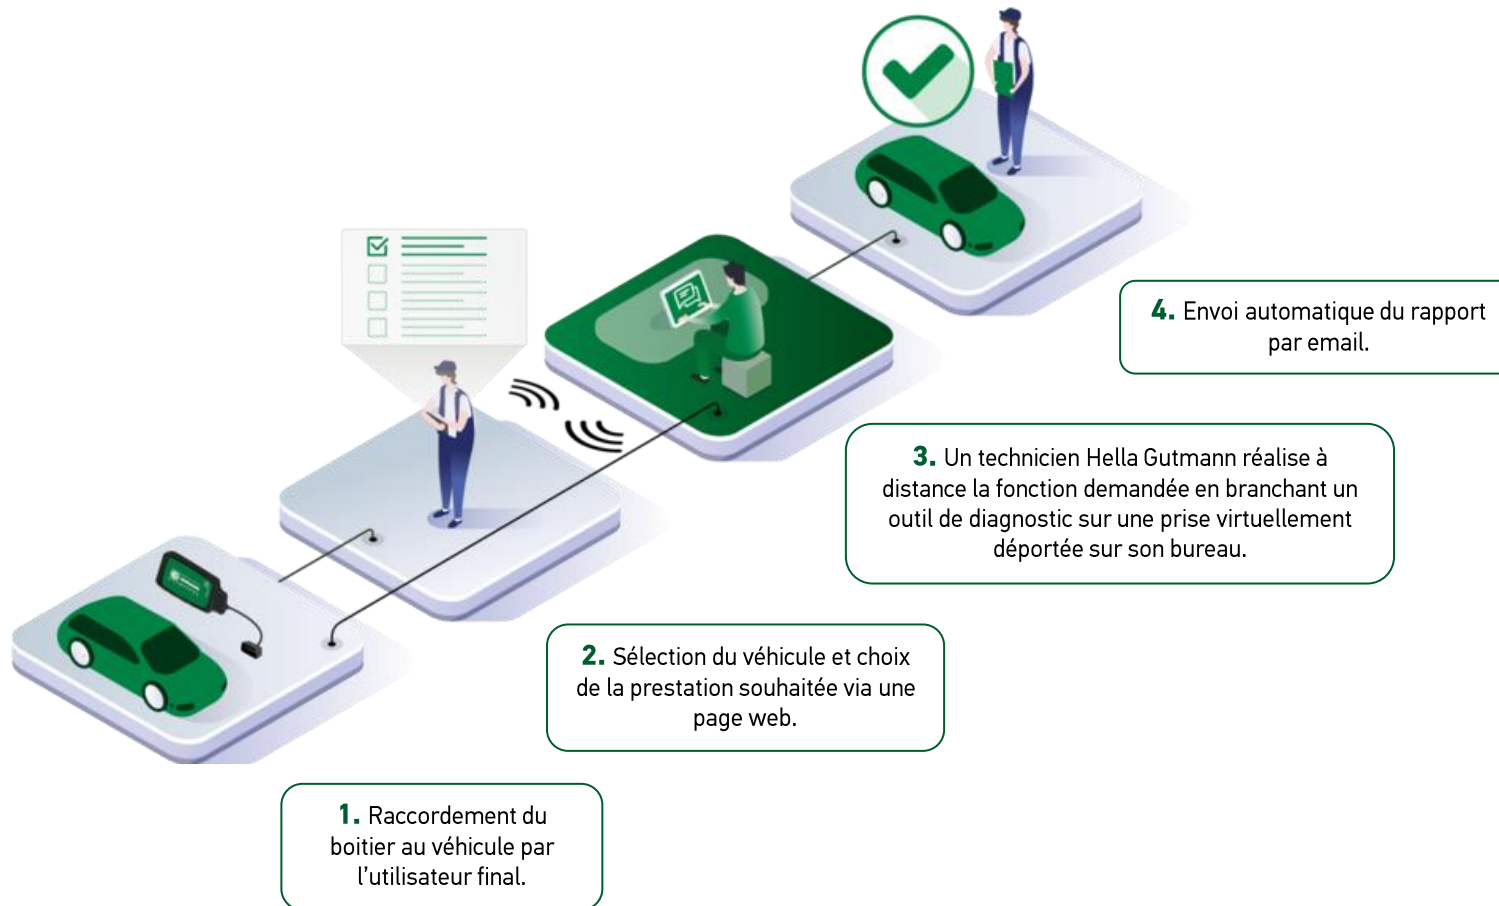 4. Envoi automatique du rapport
par email.
3. Un technicien Hella Gutmann réalise à
distance la fonction demandée en branchant un
outil de diagnostic sur une prise virtuellement
déportée sur son bureau.
2. Sélection du véhicule et choix
de la prestation souhaitée via une
page web.
1. Raccordement du
boitier au véhicule par
l'utilisateur final.